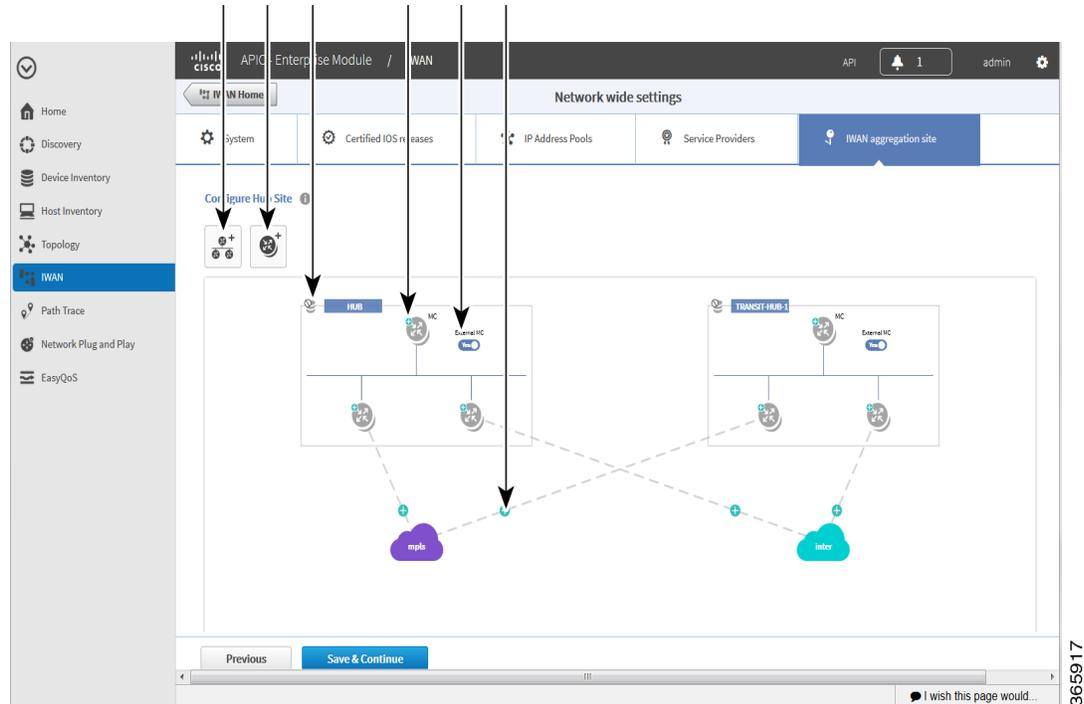 CISCO APIC - Enterprise Module / IWAN
API
1
admin
IWAN Home
Network wide settings
Home
Discovery
Device Inventory
Host Inventory
Topology
IWAN
Path Trace
Network Plug and Play
EasyQoS
System
Certified IOS releases
IP Address Pools
Service Providers
IWAN aggregation site
Configure Hub Site
HUB
MC
External MC
Yes
TRANSIT-HUB-1
MC
External MC
Yes
mpls
inter
Previous
Save & Continue
I wish this page would...
365917